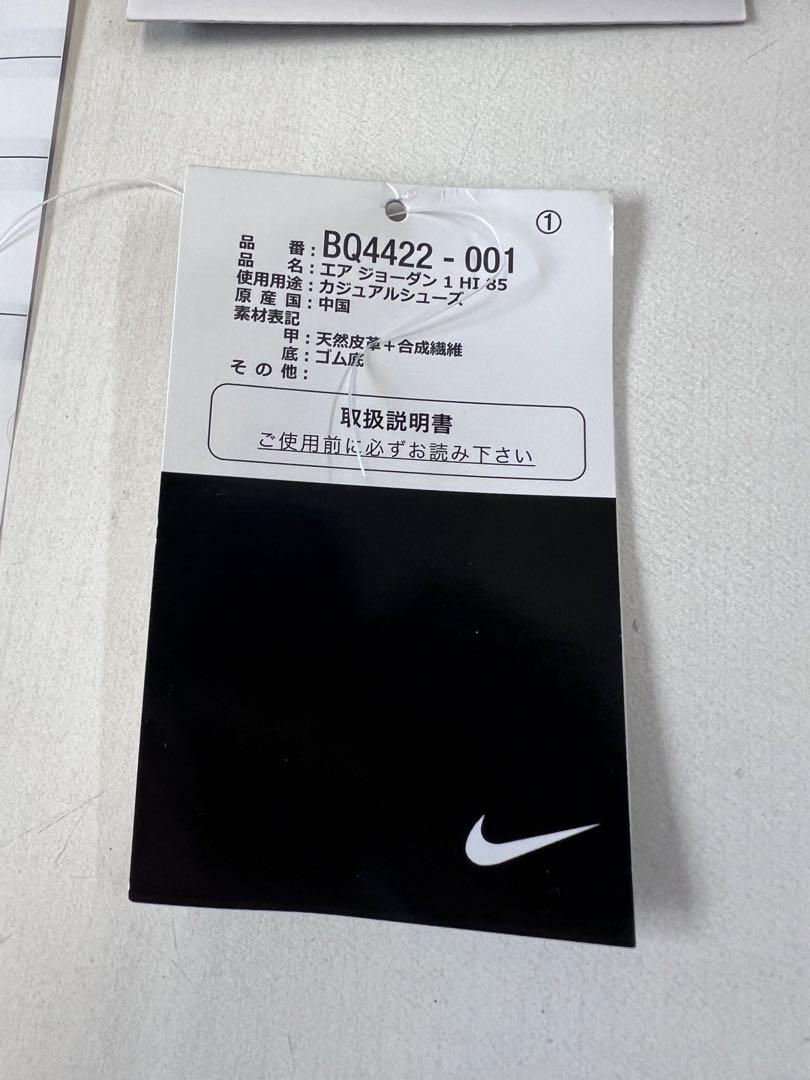 ①
品番：BQ4422-001
品名：エア ジョーダン 1 HI 85
使用用途：カジュアルシューズ
原産国：中国
素材表記
甲：天然皮革＋合成繊維
底：ゴム底
その他：
取扱説明書
ご使用前に必ずお読み下さい